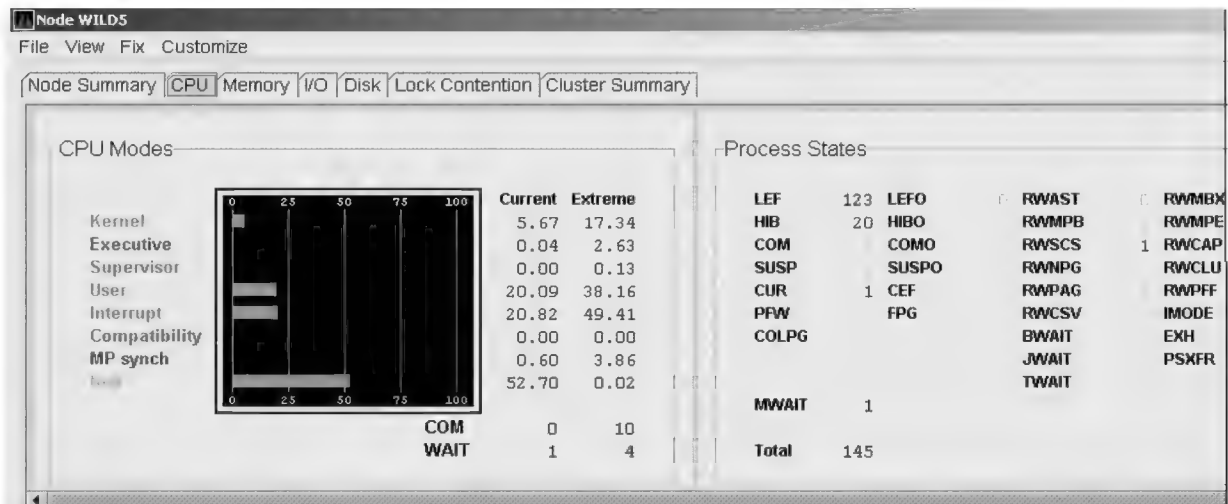 Node WILD5
File View Fix Customize
Node Summary CPU Memory I/O Disk Lock Contention Cluster Summary
CPU Modes
0 25 50 75 100
Current Extreme
Kernel 5.67 17.34
Executive 0.04 2.63
Supervisor 0.00 0.13
User 20.09 38.16
Interrupt 20.82 49.41
Compatibility 0.00 0.00
MP synch 0.60 3.86
52.70 0.02
0 25 50 75 100
COM 0 10
WAIT 1 4
Process States
LEF 123 LEFO RWAST RWMBX
HIB 20 HIBO RWMPB RWMPE
COM COMO RWSCS 1 RWCAP
SUSP SUSPO RWNPG RWCLU
CUR 1 CEF RWPAG RWPFF
PFW FPG RWCSV IMODE
COLPG BWAIT EXH
JWAIT PSXFR
TWAIT
MWAIT 1
Total 145